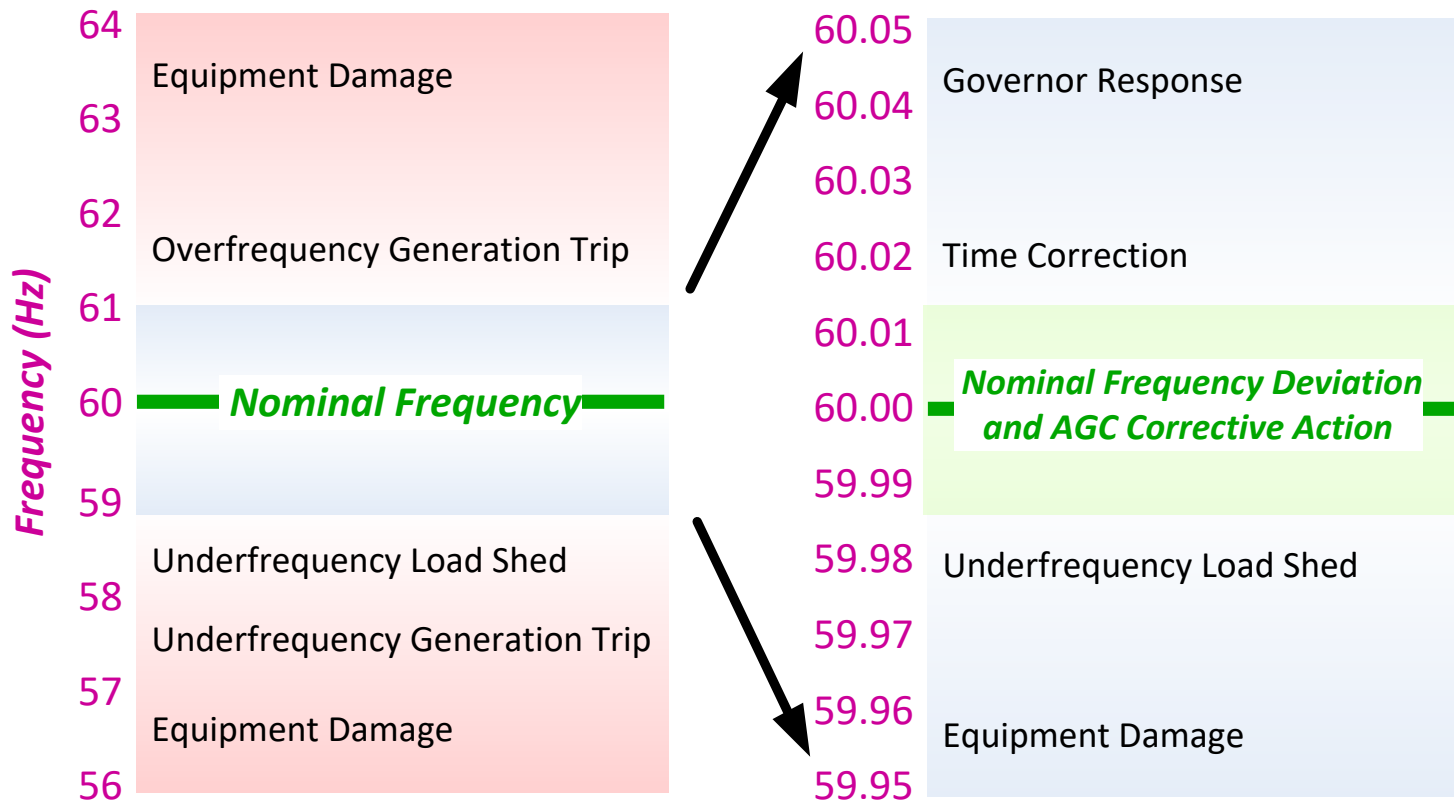 Frequency (Hz)
64
63
62
61
60
59
58
57
56
Equipment Damage
Overfrequency Generation Trip
Nominal Frequency
Underfrequency Load Shed
Underfrequency Generation Trip
Equipment Damage
60.05
60.04
60.03
60.02
60.01
60.00
59.99
59.98
59.97
59.96
59.95
Governor Response
Time Correction
Nominal Frequency Deviation
and AGC Corrective Action
Underfrequency Load Shed
Equipment Damage